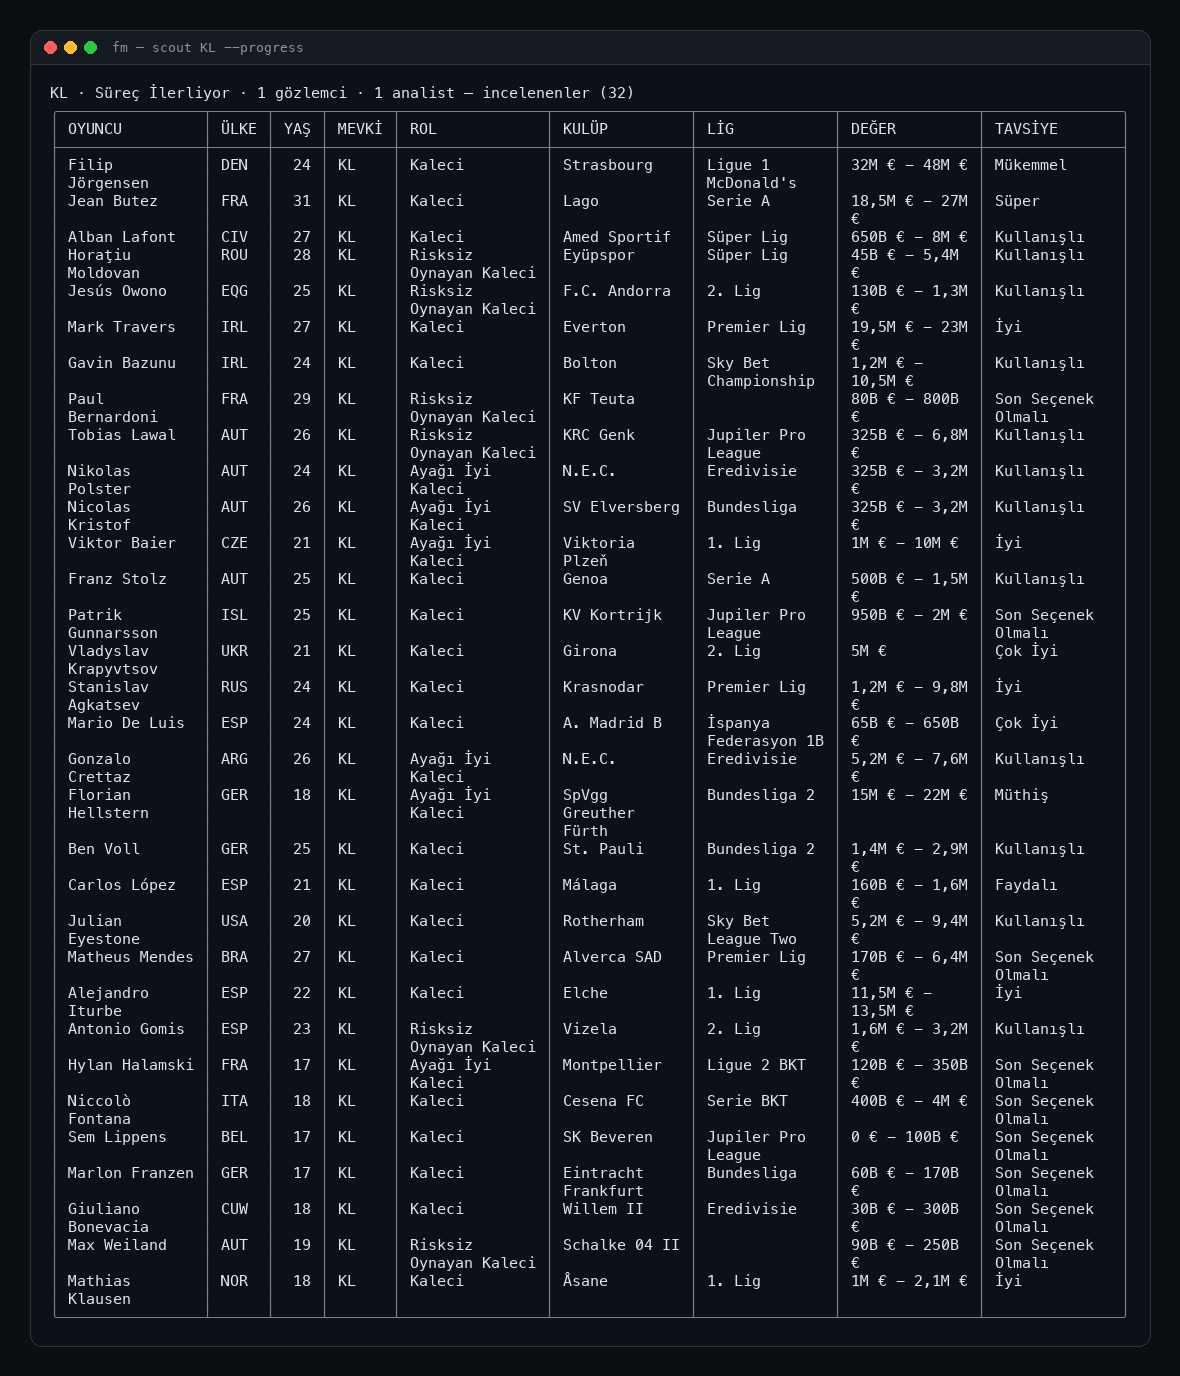 fm — scout KL --progress
KL · Süreç İlerliyor · 1 gözlemci · 1 analist — incelenenler (32)
OYUNCU ÜLKE YAŞ MEVKİ ROL KULÜP LİG DEĞER TAVSİYE
Filip DEN 24 KL Kaleci Strasbourg Ligue 1 32M € – 48M € Mükemmel
Jörgensen McDonald's
Jean Butez FRA 31 KL Kaleci Lago Serie A 18,5M € – 27M Süper
€
Alban Lafont CIV 27 KL Kaleci Amed Sportif Süper Lig 650B € – 8M € Kullanışlı
Horaţiu ROU 28 KL Risksiz Eyüpspor Süper Lig 45B € – 5,4M Kullanışlı
Moldovan Oynayan Kaleci €
Jesús Owono EQG 25 KL Risksiz F.C. Andorra 2. Lig 130B € – 1,3M Kullanışlı
Oynayan Kaleci €
Mark Travers IRL 27 KL Kaleci Everton Premier Lig 19,5M € – 23M İyi
€
Gavin Bazunu IRL 24 KL Kaleci Bolton Sky Bet 1,2M € – Kullanışlı
Championship 10,5M €
Paul FRA 29 KL Risksiz KF Teuta 80B € – 800B Son Seçenek
Bernardoni Oynayan Kaleci € Olmalı
Tobias Lawal AUT 26 KL Risksiz KRC Genk Jupiler Pro 325B € – 6,8M Kullanışlı
Oynayan Kaleci League €
Nikolas AUT 24 KL Ayağı İyi N.E.C. Eredivisie 325B € – 3,2M Kullanışlı
Polster Kaleci €
Nicolas AUT 26 KL Ayağı İyi SV Elversberg Bundesliga 325B € – 3,2M Kullanışlı
Kristof Kaleci €
Viktor Baier CZE 21 KL Ayağı İyi Viktoria 1. Lig 1M € – 10M € İyi
Kaleci Plzeň
Franz Stolz AUT 25 KL Kaleci Genoa Serie A 500B € – 1,5M Kullanışlı
€
Patrik ISL 25 KL Kaleci KV Kortrijk Jupiler Pro 950B € – 2M € Son Seçenek
Gunnarsson League Olmalı
Vladyslav UKR 21 KL Kaleci Girona 2. Lig 5M € Çok İyi
Krapyvtsov
Stanislav RUS 24 KL Kaleci Krasnodar Premier Lig 1,2M € – 9,8M İyi
Agkatsev €
Mario De Luis ESP 24 KL Kaleci A. Madrid B İspanya 65B € – 650B Çok İyi
Federasyon 1B €
Gonzalo ARG 26 KL Ayağı İyi N.E.C. Eredivisie 5,2M € – 7,6M Kullanışlı
Crettaz Kaleci €
Florian GER 18 KL Ayağı İyi SpVgg Bundesliga 2 15M € – 22M € Müthiş
Hellstern Kaleci Greuther
Fürth
Ben Voll GER 25 KL Kaleci St. Pauli Bundesliga 2 1,4M € – 2,9M Kullanışlı
€
Carlos López ESP 21 KL Kaleci Málaga 1. Lig 160B € – 1,6M Faydalı
€
Julian USA 20 KL Kaleci Rotherham Sky Bet 5,2M € – 9,4M Kullanışlı
Eyestone League Two €
Matheus Mendes BRA 27 KL Kaleci Alverca SAD Premier Lig 170B € – 6,4M Son Seçenek
€ Olmalı
Alejandro ESP 22 KL Kaleci Elche 1. Lig 11,5M € – İyi
Iturbe 13,5M €
Antonio Gomis ESP 23 KL Risksiz Vizela 2. Lig 1,6M € – 3,2M Kullanışlı
Oynayan Kaleci €
Hylan Halamski FRA 17 KL Ayağı İyi Montpellier Ligue 2 BKT 120B € – 350B Son Seçenek
Kaleci € Olmalı
Niccolò ITA 18 KL Kaleci Cesena FC Serie BKT 400B € – 4M € Son Seçenek
Fontana Olmalı
Sem Lippens BEL 17 KL Kaleci SK Beveren Jupiler Pro 0 € – 100B € Son Seçenek
League Olmalı
Marlon Franzen GER 17 KL Kaleci Eintracht Bundesliga 60B € – 170B Son Seçenek
Frankfurt € Olmalı
Giuliano CUW 18 KL Kaleci Willem II Eredivisie 30B € – 300B Son Seçenek
Bonevacia € Olmalı
Max Weiland AUT 19 KL Risksiz Schalke 04 II 90B € – 250B Son Seçenek
Oynayan Kaleci € Olmalı
Mathias NOR 18 KL Kaleci Åsane 1. Lig 1M € – 2,1M € İyi
Klausen